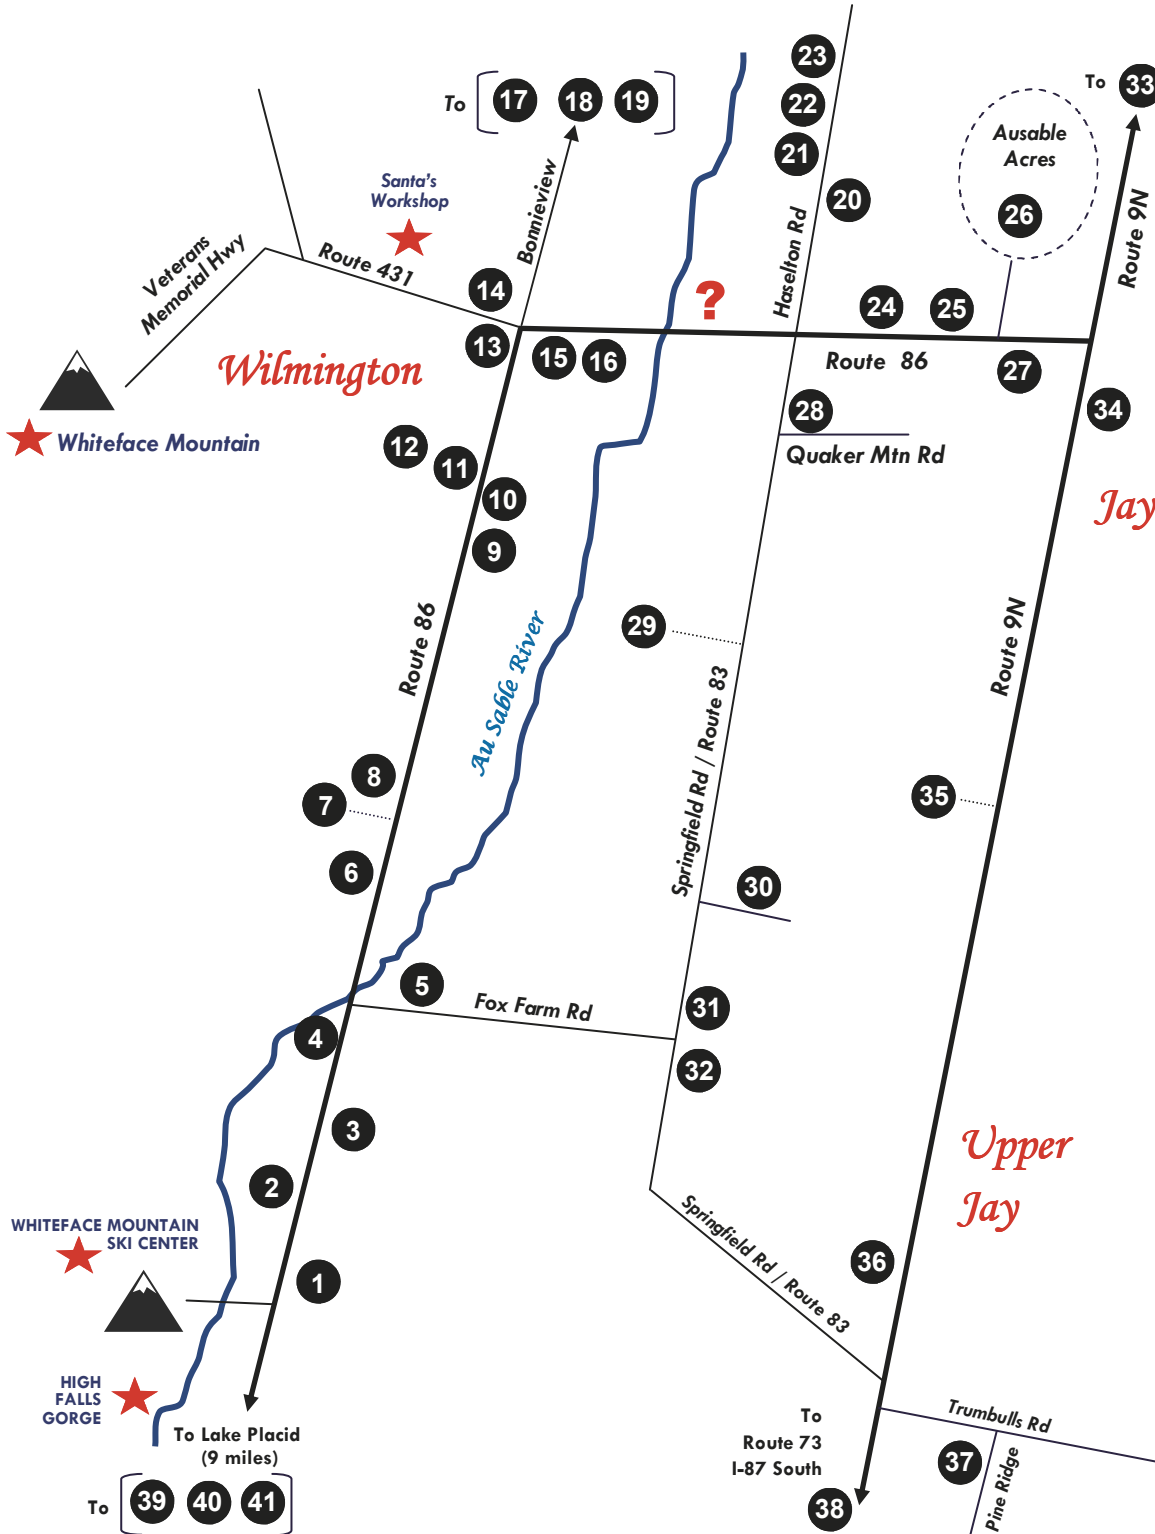 23
33
To
17
18
19
To
22
Ausable
Acres
21
Santa's
Workshop
Bonnieview
20
26
Haselton Rd
Route 9N
Veterans
Memorial Hwy
Route 431
14
?
24
25
13
15
16
Route 86
27
Wilmington
28
34
12
Whiteface Mountain
11
Quaker Mtn Rd
10
Jay
9
29
Route 86
Au Sable River
Route 9N
Springfield Rd / Route 83
8
7
35
6
30
5
Fox Farm Rd
31
4
32
3
Upper
Jay
2
WHITEFACE MOUNTAIN
SKI CENTER
Springfield Rd / Route 83
36
1
HIGH
FALLS
GORGE
To Lake Placid
(9 miles)
To
Route 73
I-87 South
Trumbulls Rd
37
Pine Ridge
To
39
40
41
38